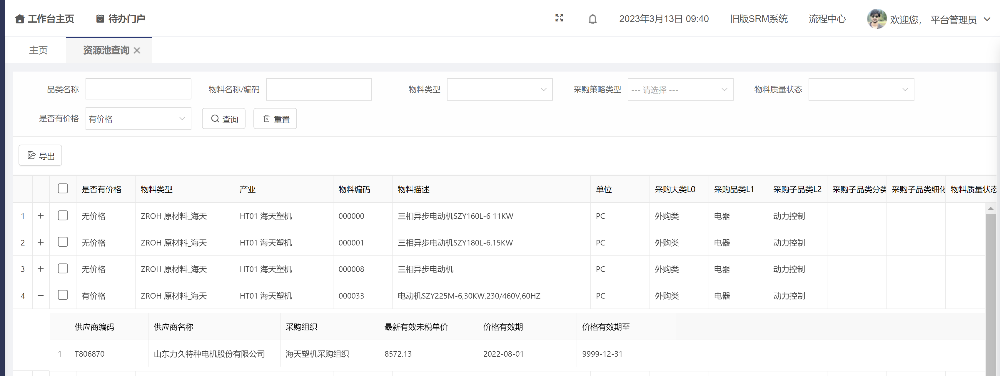 工作台主页 待办门户 2023年3月13日 09:40 旧版SRM系统 流程中心 欢迎您， 平台管理员
主页 资源池查询
品类名称 物料名称/编码 物料类型 采购策略类型 --- 请选择 --- 物料质量状态
是否有价格 有价格 查询 重置
导出
是否有价格 物料类型 产业 物料编码 物料描述 单位 采购大类L0 采购品类L1 采购子品类L2 采购子品类分类 采购子品类细化 物料质量状态
1 无价格 ZROH 原材料_海天 HT01 海天塑机 000000 三相异步电动机SZY160L-6 11KW PC 外购类 电器 动力控制
2 无价格 ZROH 原材料_海天 HT01 海天塑机 000001 三相异步电动机SZY180L-6,15KW PC 外购类 电器 动力控制
3 无价格 ZROH 原材料_海天 HT01 海天塑机 000008 三相异步电动机 PC 外购类 电器 动力控制
4 有价格 ZROH 原材料_海天 HT01 海天塑机 000033 电动机SZY225M-6,30KW,230/460V,60HZ PC 外购类 电器 动力控制
供应商编码 供应商名称 采购组织 最新有效未税单价 价格有效期 价格有效期至
1 T806870 山东力久特种电机股份有限公司 海天塑机采购组织 8572.13 2022-08-01 9999-12-31